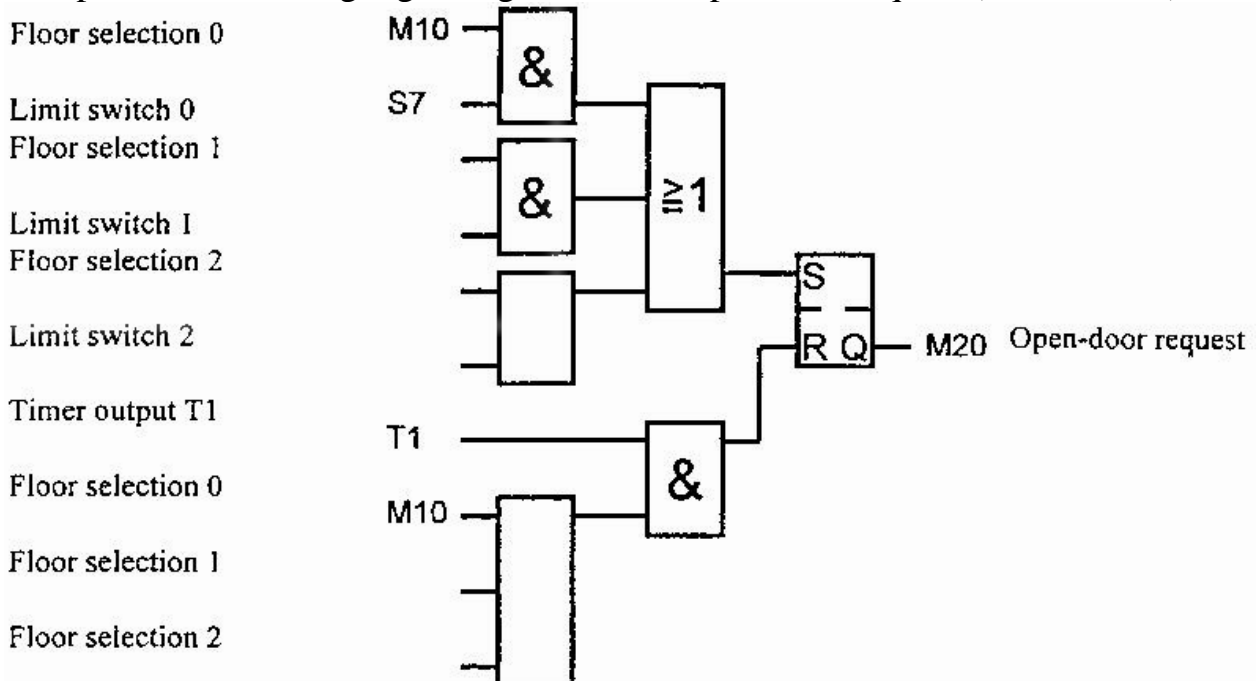 Floor selection 0 M10 &
Limit switch 0 S7
Floor selection 1
& ≥1
Limit switch 1
Floor selection 2
S
Limit switch 2
R Q M20 Open-door request
Timer output T1
T1
&
Floor selection 0
M10
Floor selection 1
Floor selection 2